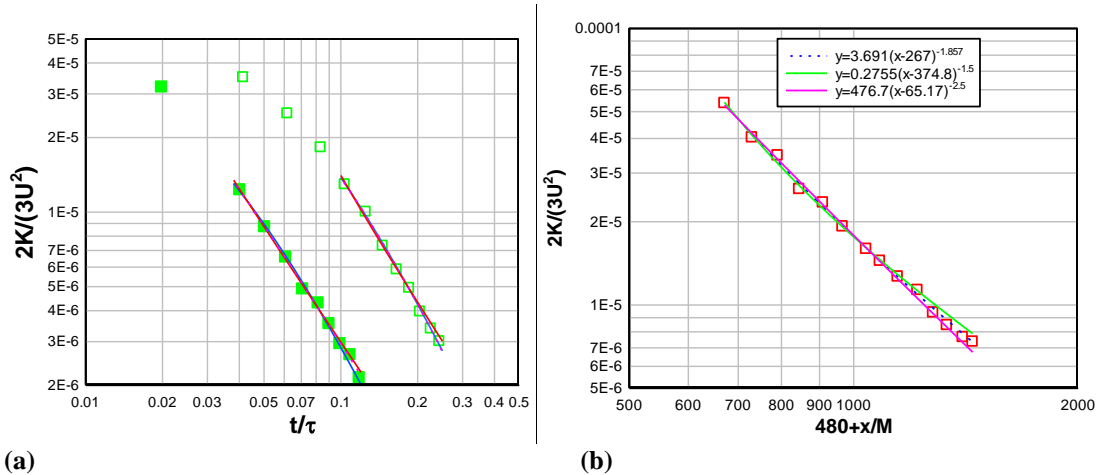 5E-5
4E-5
3E-5
2E-5
1E-5
7E-6
6E-6
5E-6
4E-6
3E-6
2E-6
2K/(3U²)
0.01 0.02 0.03 0.05 0.07 0.1 0.2 0.3 0.4 0.5
t/τ
(a)
0.0001
7E-5
6E-5
5E-5
4E-5
3E-5
2E-5
1E-5
7E-6
6E-6
5E-6
2K/(3U²)
y=3.691(x-267)^-1.857
y=0.2755(x-374.8)^-1.5
y=476.7(x-65.17)^-2.5
500 600 700 800 900 1000 2000
480+x/M
(b)